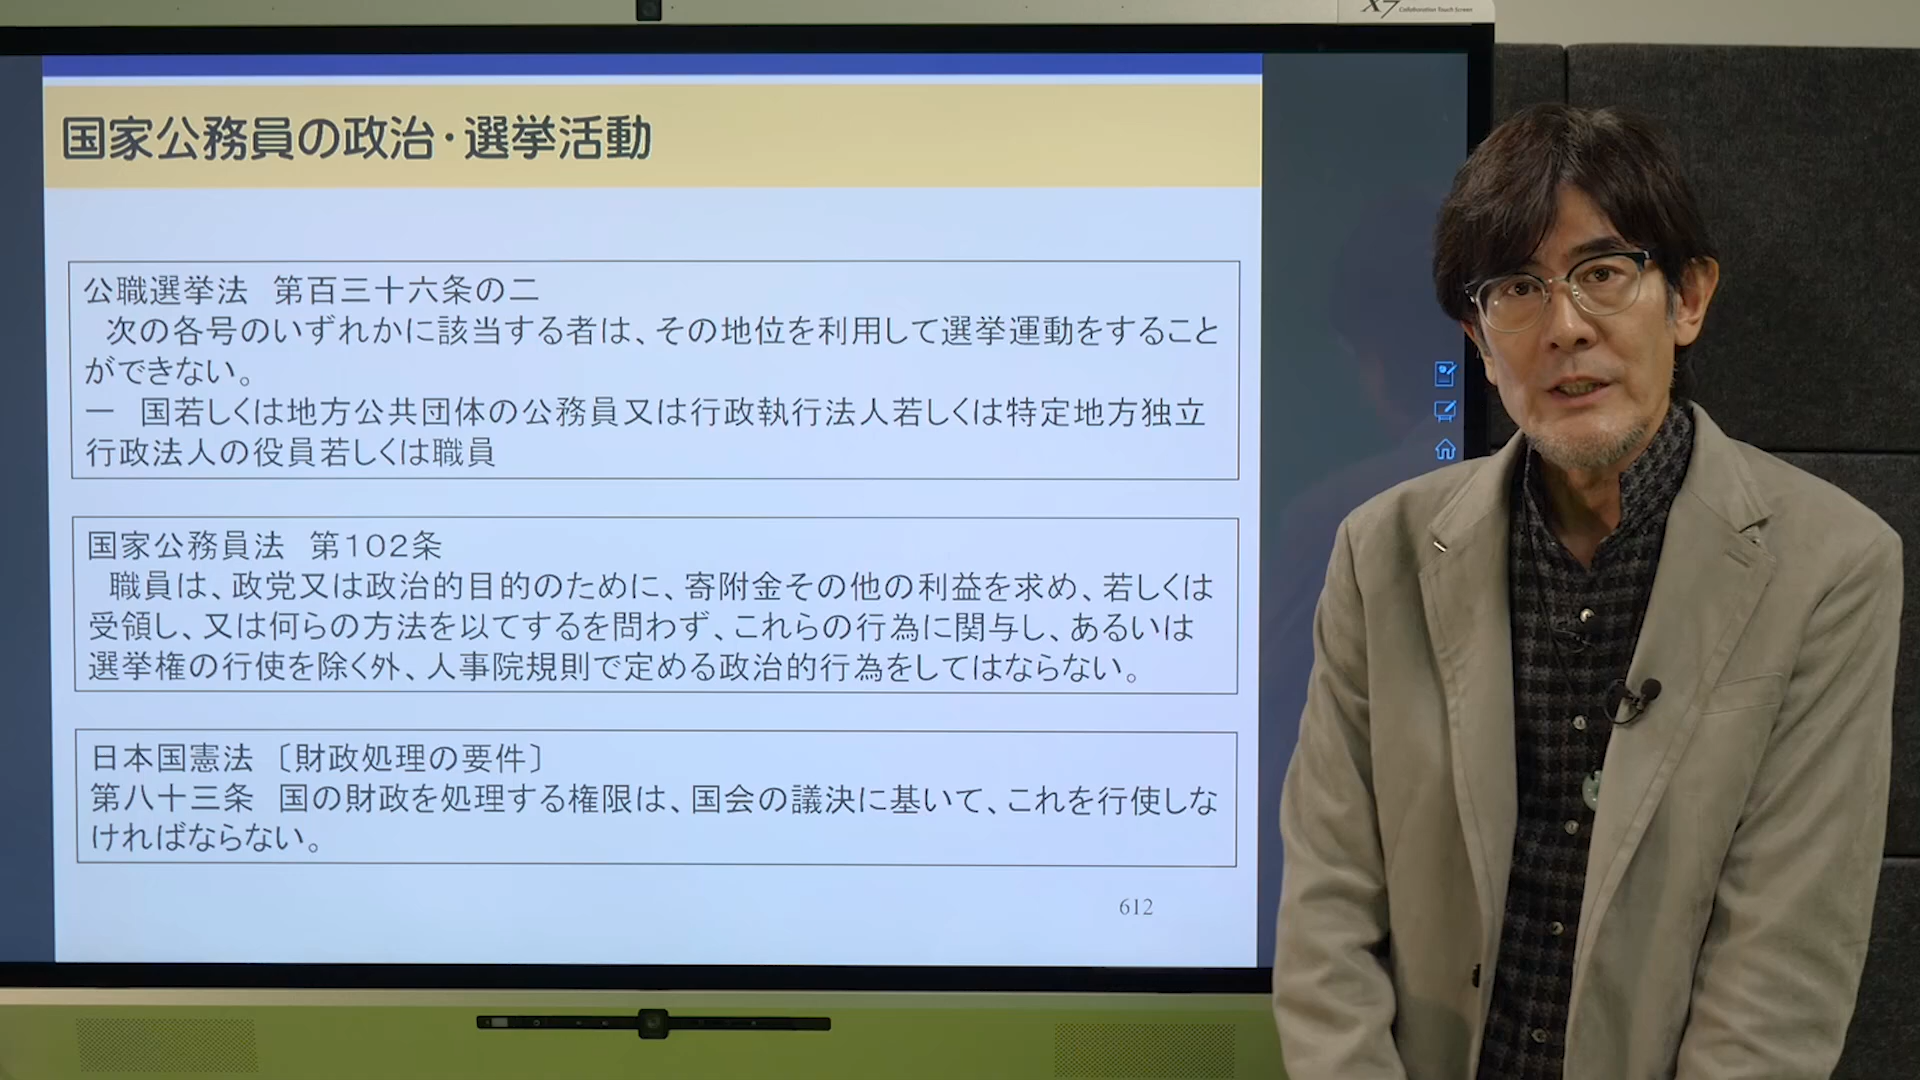 X7 Collaboration Touch Screen
国家公務員の政治・選挙活動
公職選挙法　第百三十六条の二
次の各号のいずれかに該当する者は、その地位を利用して選挙運動をすること
ができない。
一　国若しくは地方公共団体の公務員又は行政執行法人若しくは特定地方独立
行政法人の役員若しくは職員
国家公務員法　第102条
職員は、政党又は政治的目的のために、寄附金その他の利益を求め、若しくは
受領し、又は何らの方法を以てするを問わず、これらの行為に関与し、あるいは
選挙権の行使を除く外、人事院規則で定める政治的行為をしてはならない。
日本国憲法　〔財政処理の要件〕
第八十三条　国の財政を処理する権限は、国会の議決に基いて、これを行使しな
ければならない。
612